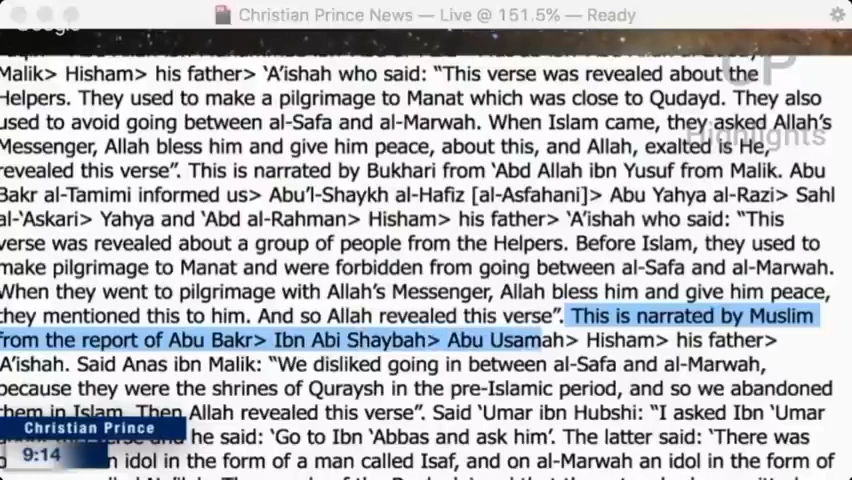 Christian Prince News — Live @ 151.5% — Ready
Google
Malik> Hisham> his father> ‘A’ishah who said: “This verse was revealed about the
Helpers. They used to make a pilgrimage to Manat which was close to Qudayd. They also
used to avoid going between al-Safa and al-Marwah. When Islam came, they asked Allah’s
Messenger, Allah bless him and give him peace, about this, and Allah, exalted is He,
revealed this verse”. This is narrated by Bukhari from ‘Abd Allah ibn Yusuf from Malik. Abu
Bakr al-Tamimi informed us> Abu’l-Shaykh al-Hafiz [al-Asfahani]> Abu Yahya al-Razi> Sahl
al-‘Askari> Yahya and ‘Abd al-Rahman> Hisham> his father> ‘A’ishah who said: “This
verse was revealed about a group of people from the Helpers. Before Islam, they used to
make pilgrimage to Manat and were forbidden from going between al-Safa and al-Marwah.
When they went to pilgrimage with Allah’s Messenger, Allah bless him and give him peace,
they mentioned this to him. And so Allah revealed this verse”. This is narrated by Muslim
from the report of Abu Bakr> Ibn Abi Shaybah> Abu Usamah> Hisham> his father>
A’ishah. Said Anas ibn Malik: “We disliked going in between al-Safa and al-Marwah,
because they were the shrines of Quraysh in the pre-Islamic period, and so we abandoned
them in Islam. Then Allah revealed this verse”. Said ‘Umar ibn Hubshi: “I asked Ibn ‘Umar
he said: ‘Go to Ibn ‘Abbas and ask him’. The latter said: ‘There was
idol in the form of a man called Isaf, and on al-Marwah an idol in the form of
CP
Highlights
Christian Prince
9:14